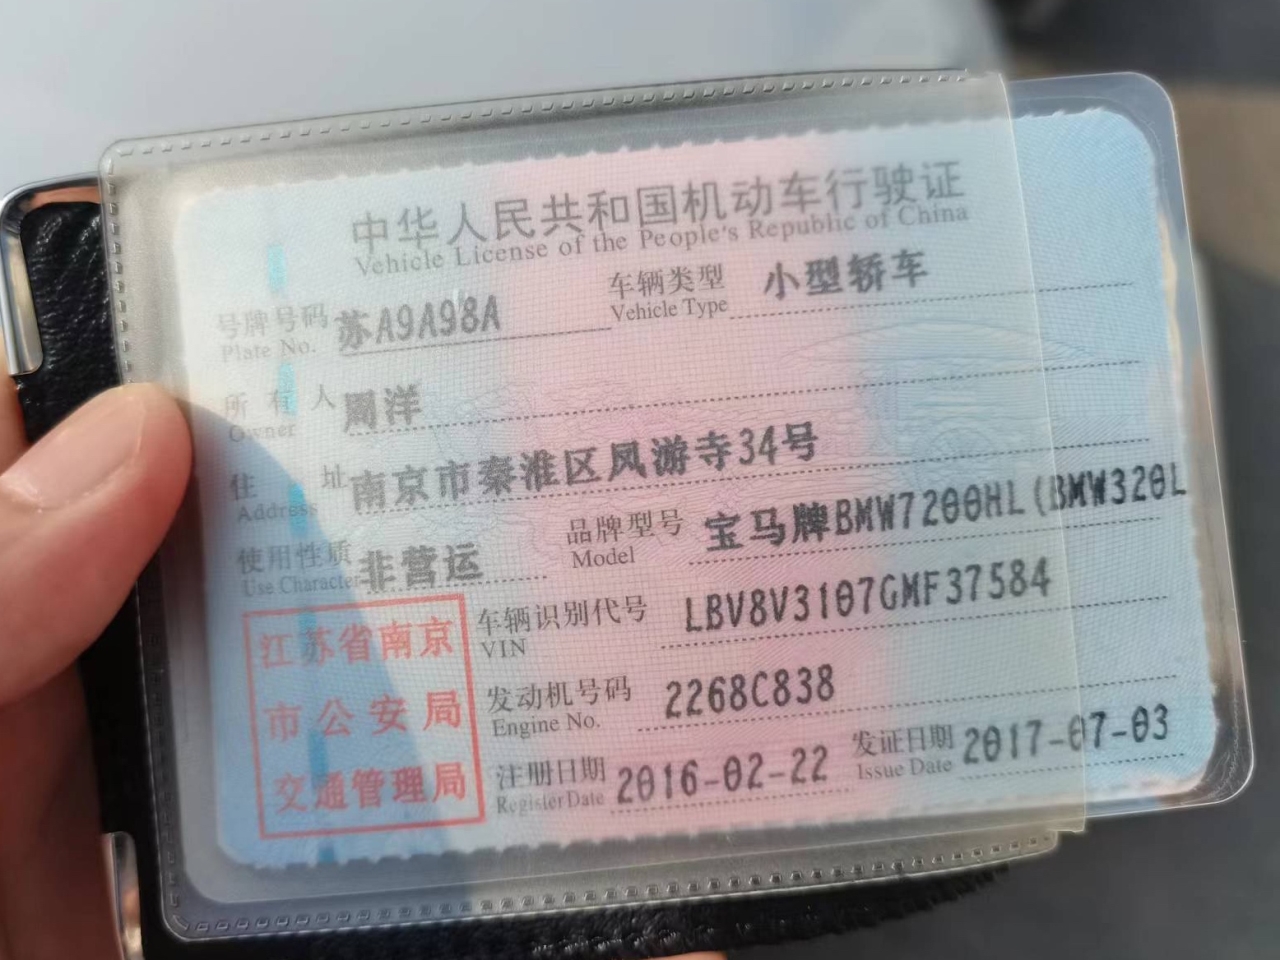 中华人民共和国机动车行驶证
Vehicle License of the People's Republic of China
号牌号码 苏A9A98A 车辆类型 小型轿车
Plate No. Vehicle Type
所有人 周洋
Owner
住址 南京市秦淮区凤游寺34号
Address
使用性质 非营运 品牌型号 宝马牌BMW7200HL(BMW320L
Use Character Model
江苏省南京
市公安局
交通管理局
车辆识别代号 LBV8V3107GMF37584
VIN
发动机号码 2268C838
Engine No.
注册日期 2016-02-22 发证日期 2017-07-03
Register Date Issue Date